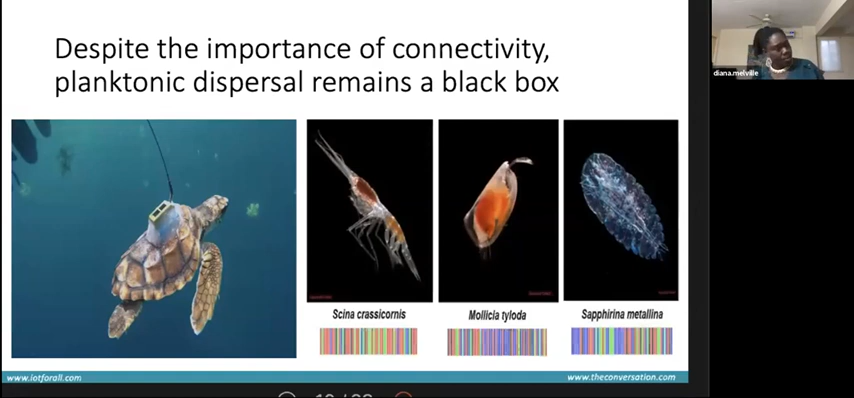 Despite the importance of connectivity,
planktonic dispersal remains a black box
diana.melville
Scina crassicornis
Mollicia tyloda
Sapphirina metallina
www.iotforall.com
www.theconversation.com